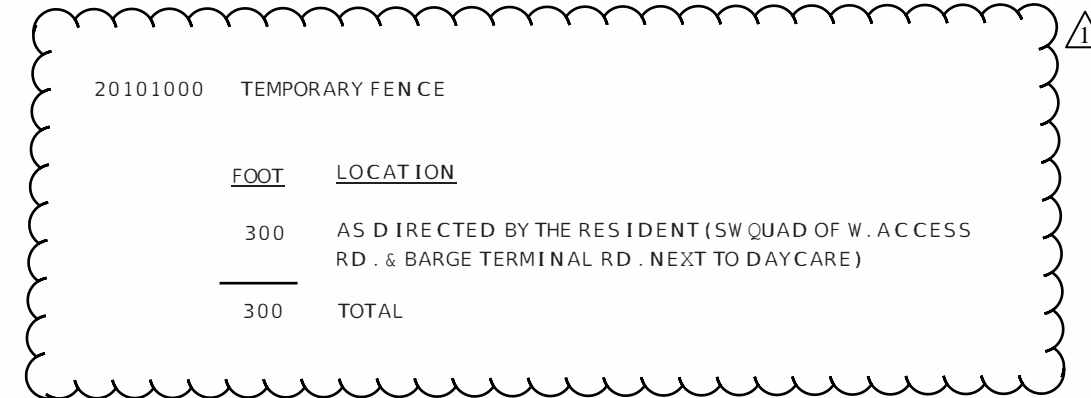 1
20101000 TEMPORARY FENCE
FOOT LOCATION
300 AS DIRECTED BY THE RESIDENT (SW QUAD OF W. ACCESS
RD. & BARGE TERMINAL RD. NEXT TO DAYCARE)
300 TOTAL